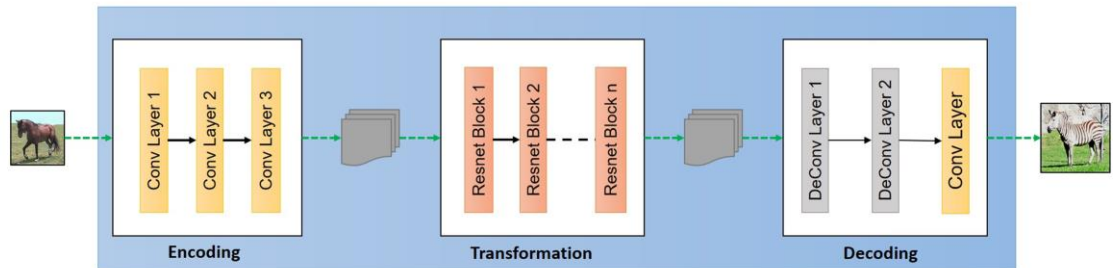 Conv Layer 1
Conv Layer 2
Conv Layer 3
Encoding
Resnet Block 1
Resnet Block 2
Resnet Block n
Transformation
DeConv Layer 1
DeConv Layer 2
Conv Layer
Decoding